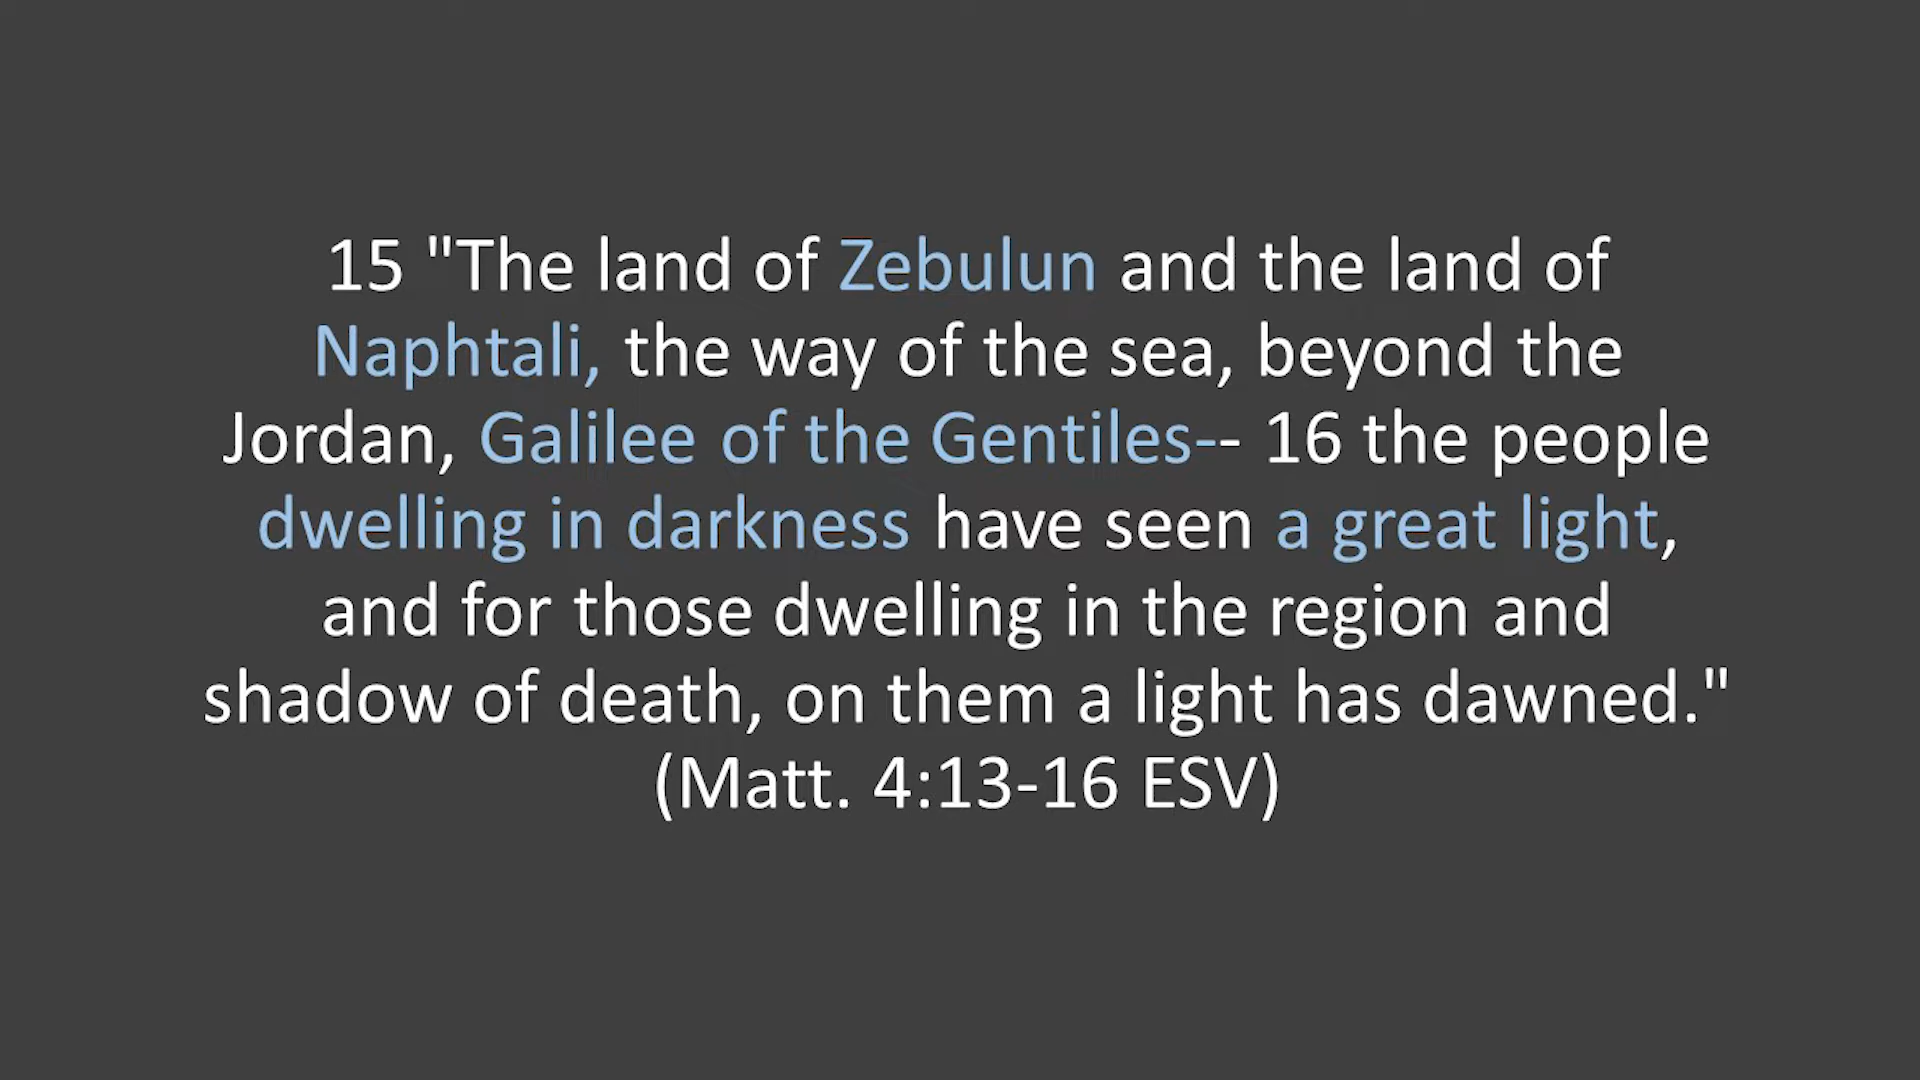 15 "The land of Zebulun and the land of
Naphtali, the way of the sea, beyond the
Jordan, Galilee of the Gentiles-- 16 the people
dwelling in darkness have seen a great light,
and for those dwelling in the region and
shadow of death, on them a light has dawned."
(Matt. 4:13-16 ESV)